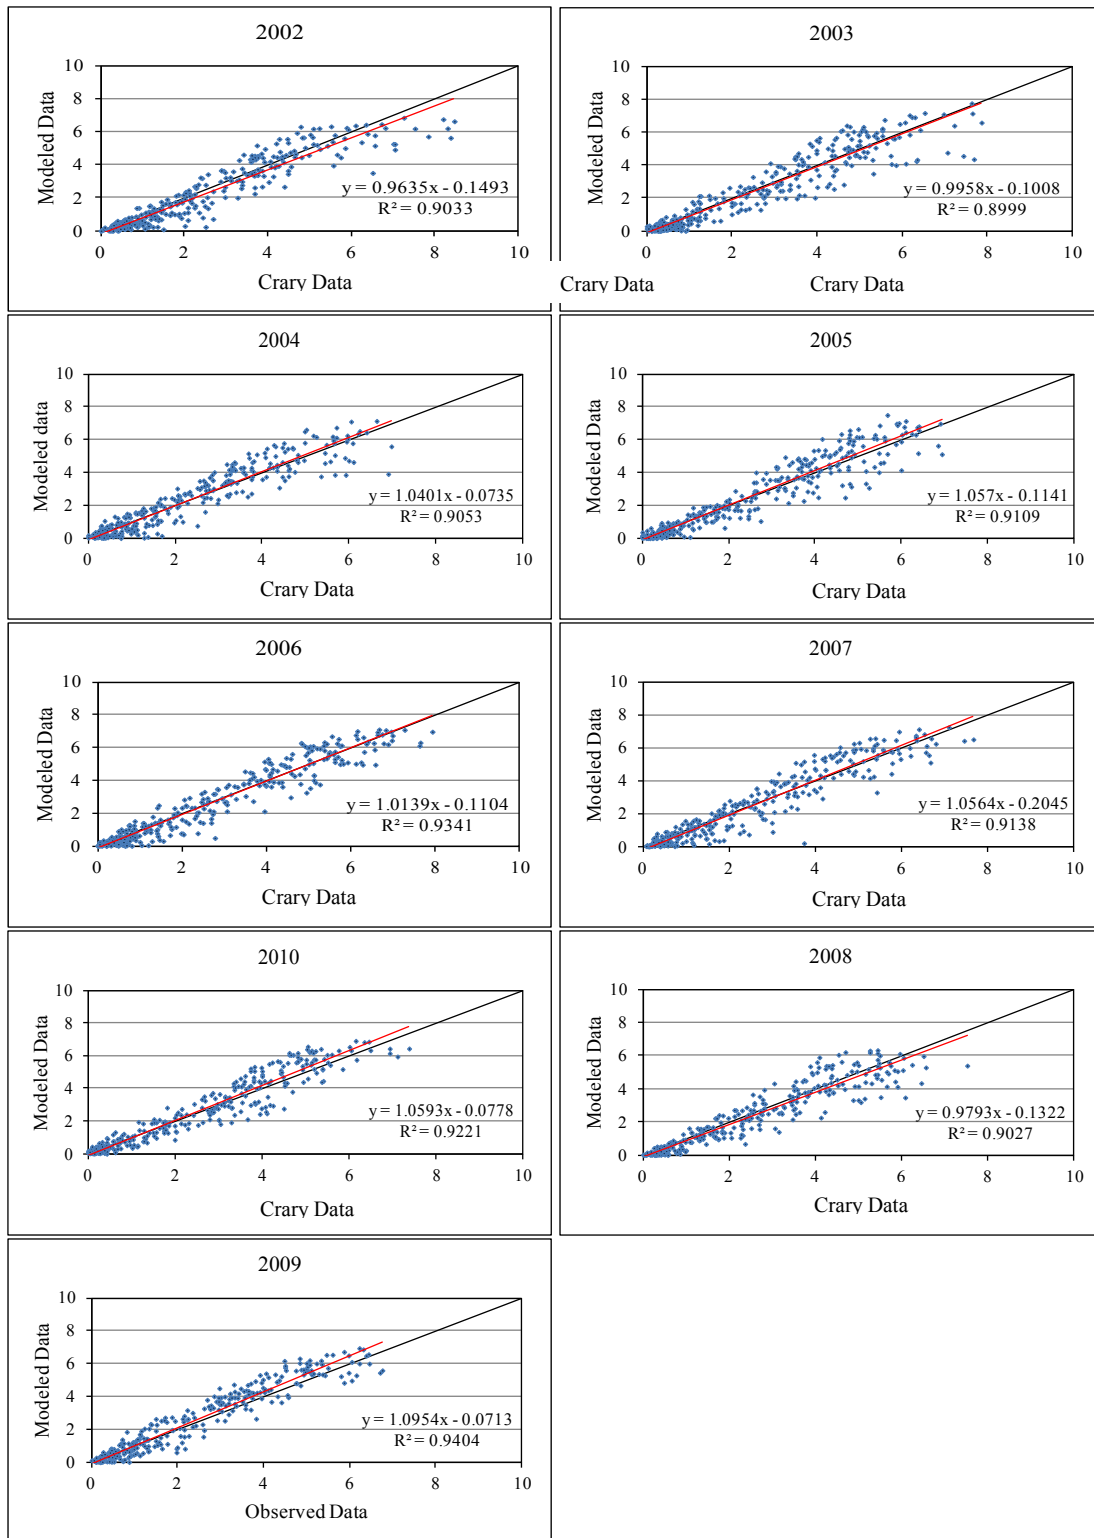 2002
Modeled Data
10
8
6
4
2
0
0 2 4 6 8 10
y = 0.9635x - 0.1493
R² = 0.9033
Crary Data
2003
Modeled Data
10
8
6
4
2
0
0 2 4 6 8 10
y = 0.9958x - 0.1008
R² = 0.8999
Crary Data
Crary Data
2004
Modeled data
10
8
6
4
2
0
0 2 4 6 8 10
y = 1.0401x - 0.0735
R² = 0.9053
Crary Data
2005
Modeled Data
10
8
6
4
2
0
0 2 4 6 8 10
y = 1.057x - 0.1141
R² = 0.9109
Crary Data
2006
Modeled Data
10
8
6
4
2
0
0 2 4 6 8 10
y = 1.0139x - 0.1104
R² = 0.9341
Crary Data
2007
Modeled Data
10
8
6
4
2
0
0 2 4 6 8 10
y = 1.0564x - 0.2045
R² = 0.9138
Crary Data
2010
Modeled Data
10
8
6
4
2
0
0 2 4 6 8 10
y = 1.0593x - 0.0778
R² = 0.9221
Crary Data
2008
Modeled Data
10
8
6
4
2
0
0 2 4 6 8 10
y = 0.9793x - 0.1322
R² = 0.9027
Crary Data
2009
Modeled Data
10
8
6
4
2
0
0 2 4 6 8 10
y = 1.0954x - 0.0713
R² = 0.9404
Observed Data